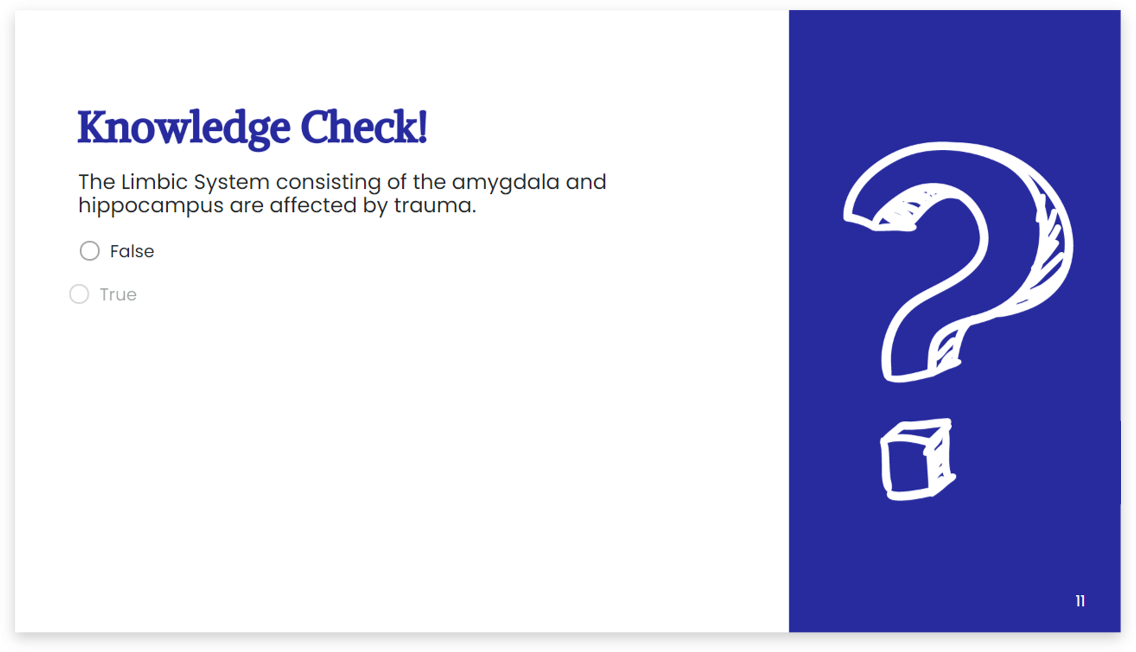 Knowledge Check!
The Limbic System consisting of the amygdala and
hippocampus are affected by trauma.
False
True
11